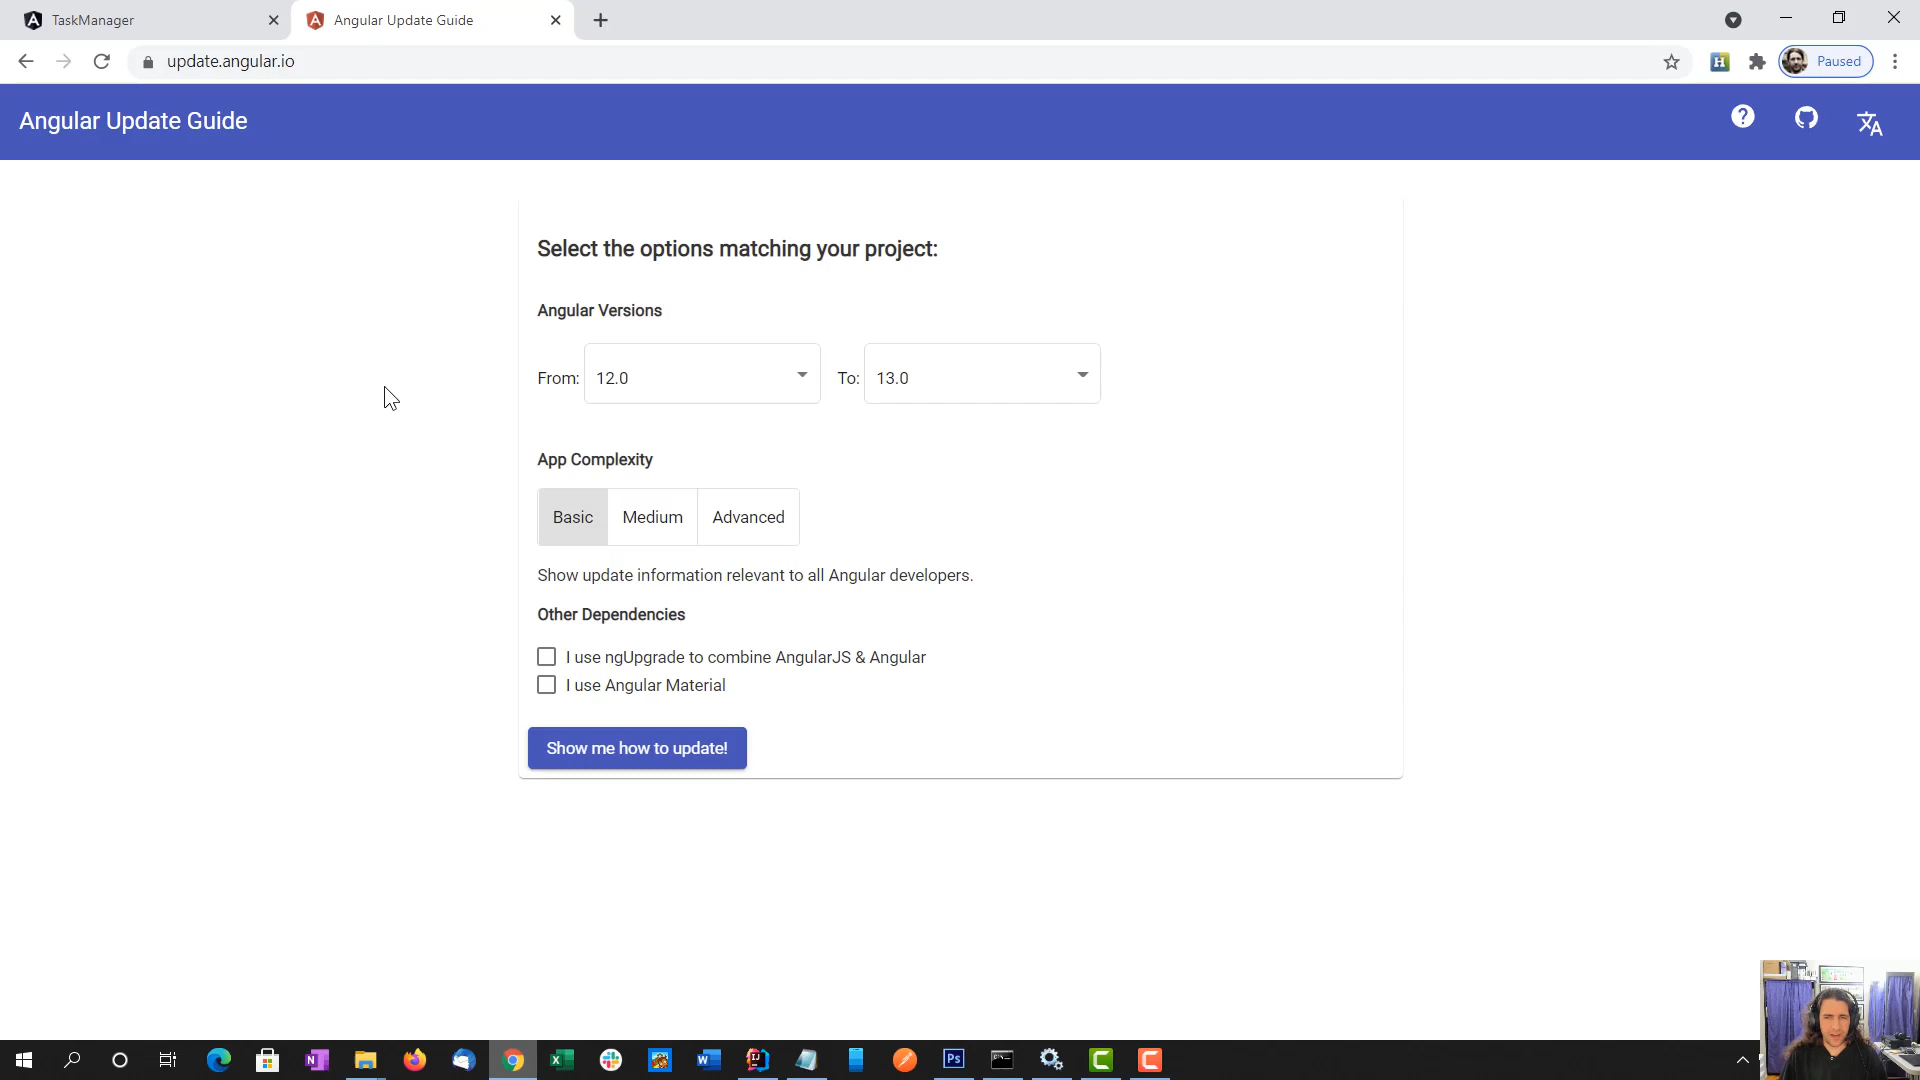 TaskManager
Angular Update Guide
update.angular.io
Paused
Angular Update Guide
Select the options matching your project:
Angular Versions
From: 12.0 To: 13.0
App Complexity
Basic Medium Advanced
Show update information relevant to all Angular developers.
Other Dependencies
I use ngUpgrade to combine AngularJS & Angular
I use Angular Material
Show me how to update!